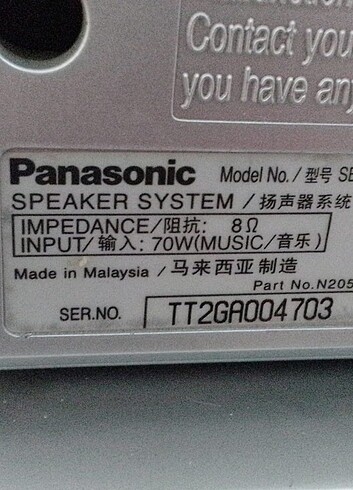 Contact you
you have any
Panasonic Model No./型号 SB
SPEAKER SYSTEM/扬声器系统
IMPEDANCE/阻抗: 8Ω
INPUT/输入: 70W(MUSIC/音乐)
Made in Malaysia /马来西亚制造
Part No.N205
SER.NO. TT2GA004703